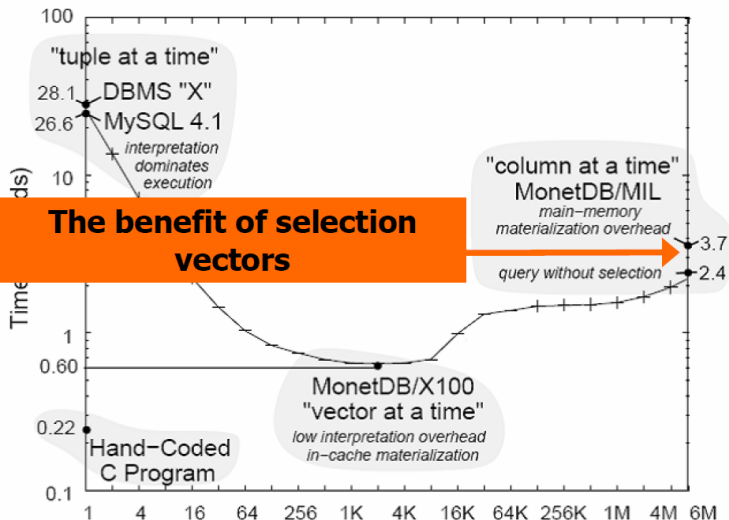 100
"tuple at a time"
28.1
DBMS "X"
26.6
MySQL 4.1
interpretation
dominates
execution
10
"column at a time"
MonetDB/MIL
main-memory
materialization overhead
3.7
The benefit of selection
vectors
query without selection
2.4
1
0.60
MonetDB/X100
"vector at a time"
low interpretation overhead
in-cache materialization
0.22
Hand-Coded
C Program
0.1
1 4 16 64 256 1K 4K 16K 64K 256K 1M 4M 6M